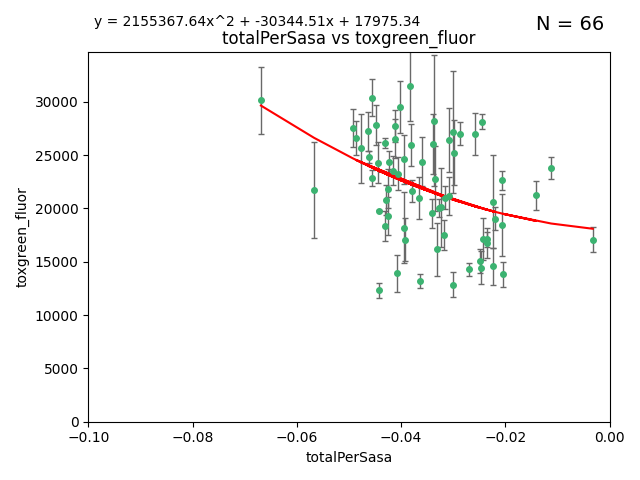 y = 2155367.64x^2 + -30344.51x + 17975.34
N = 66
totalPerSasa vs toxgreen_fluor
toxgreen_fluor
30000
25000
20000
15000
10000
5000
0
−0.10 −0.08 −0.06 −0.04 −0.02 0.00
totalPerSasa